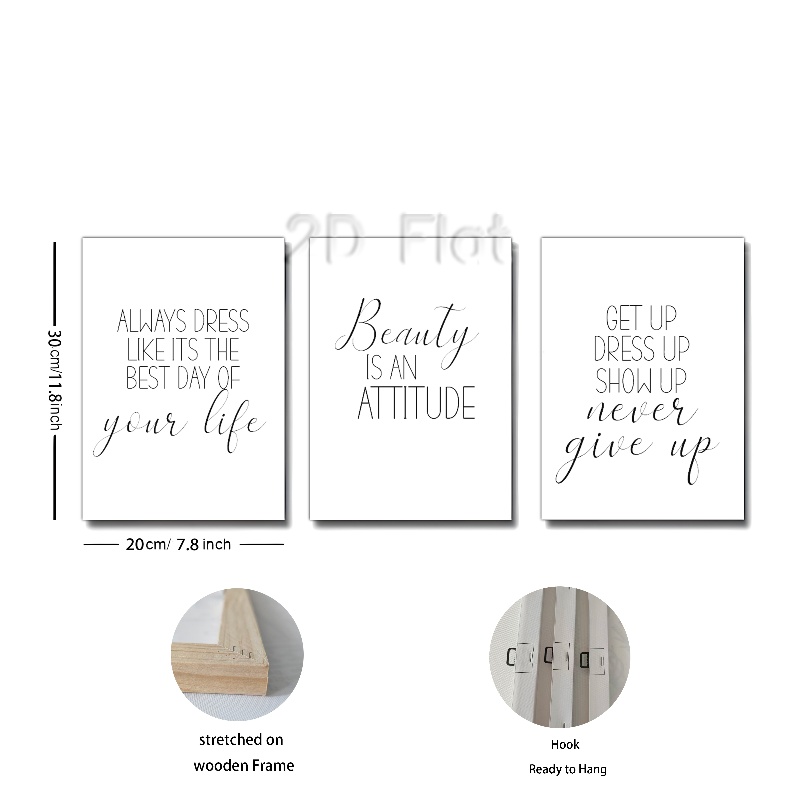 2D Flat
ALWAYS DRESS
LIKE ITS THE
BEST DAY OF
your life
Beauty
IS AN
ATTITUDE
GET UP
DRESS UP
SHOW UP
never
give up
30cm/11.8inch
20cm/ 7.8 inch
stretched on
wooden Frame
Hook
Ready to Hang